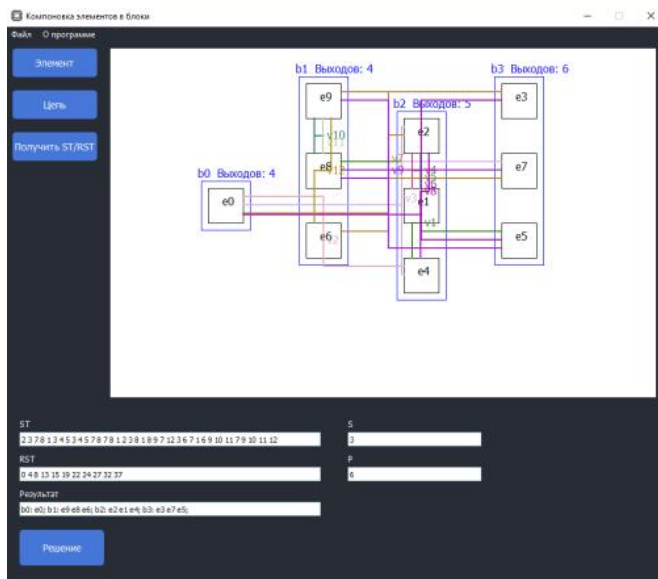 Компоновка элементов в блоки
Файл О программе
Элемент
Цепь
Получить ST/RST
b1 Выходов: 4
b3 Выходов: 6
e9
e3
b2 Выходов: 5
e2
v10
e8
e7
v9
b0 Выходов: 4
e0
v3
e1
v1
e6
v2
e5
e4
ST
2 3 7 8 1 3 4 5 3 4 5 7 8 7 8 1 2 3 8 1 8 9 7 12 3 6 7 1 6 9 10 11 7 9 10 11 12
S
3
RST
0 4 8 13 15 19 22 24 27 32 37
P
6
Результат
b0: e0; b1: e9 e8 e6; b2: e2 e1 e4; b3: e3 e7 e5;
Решение